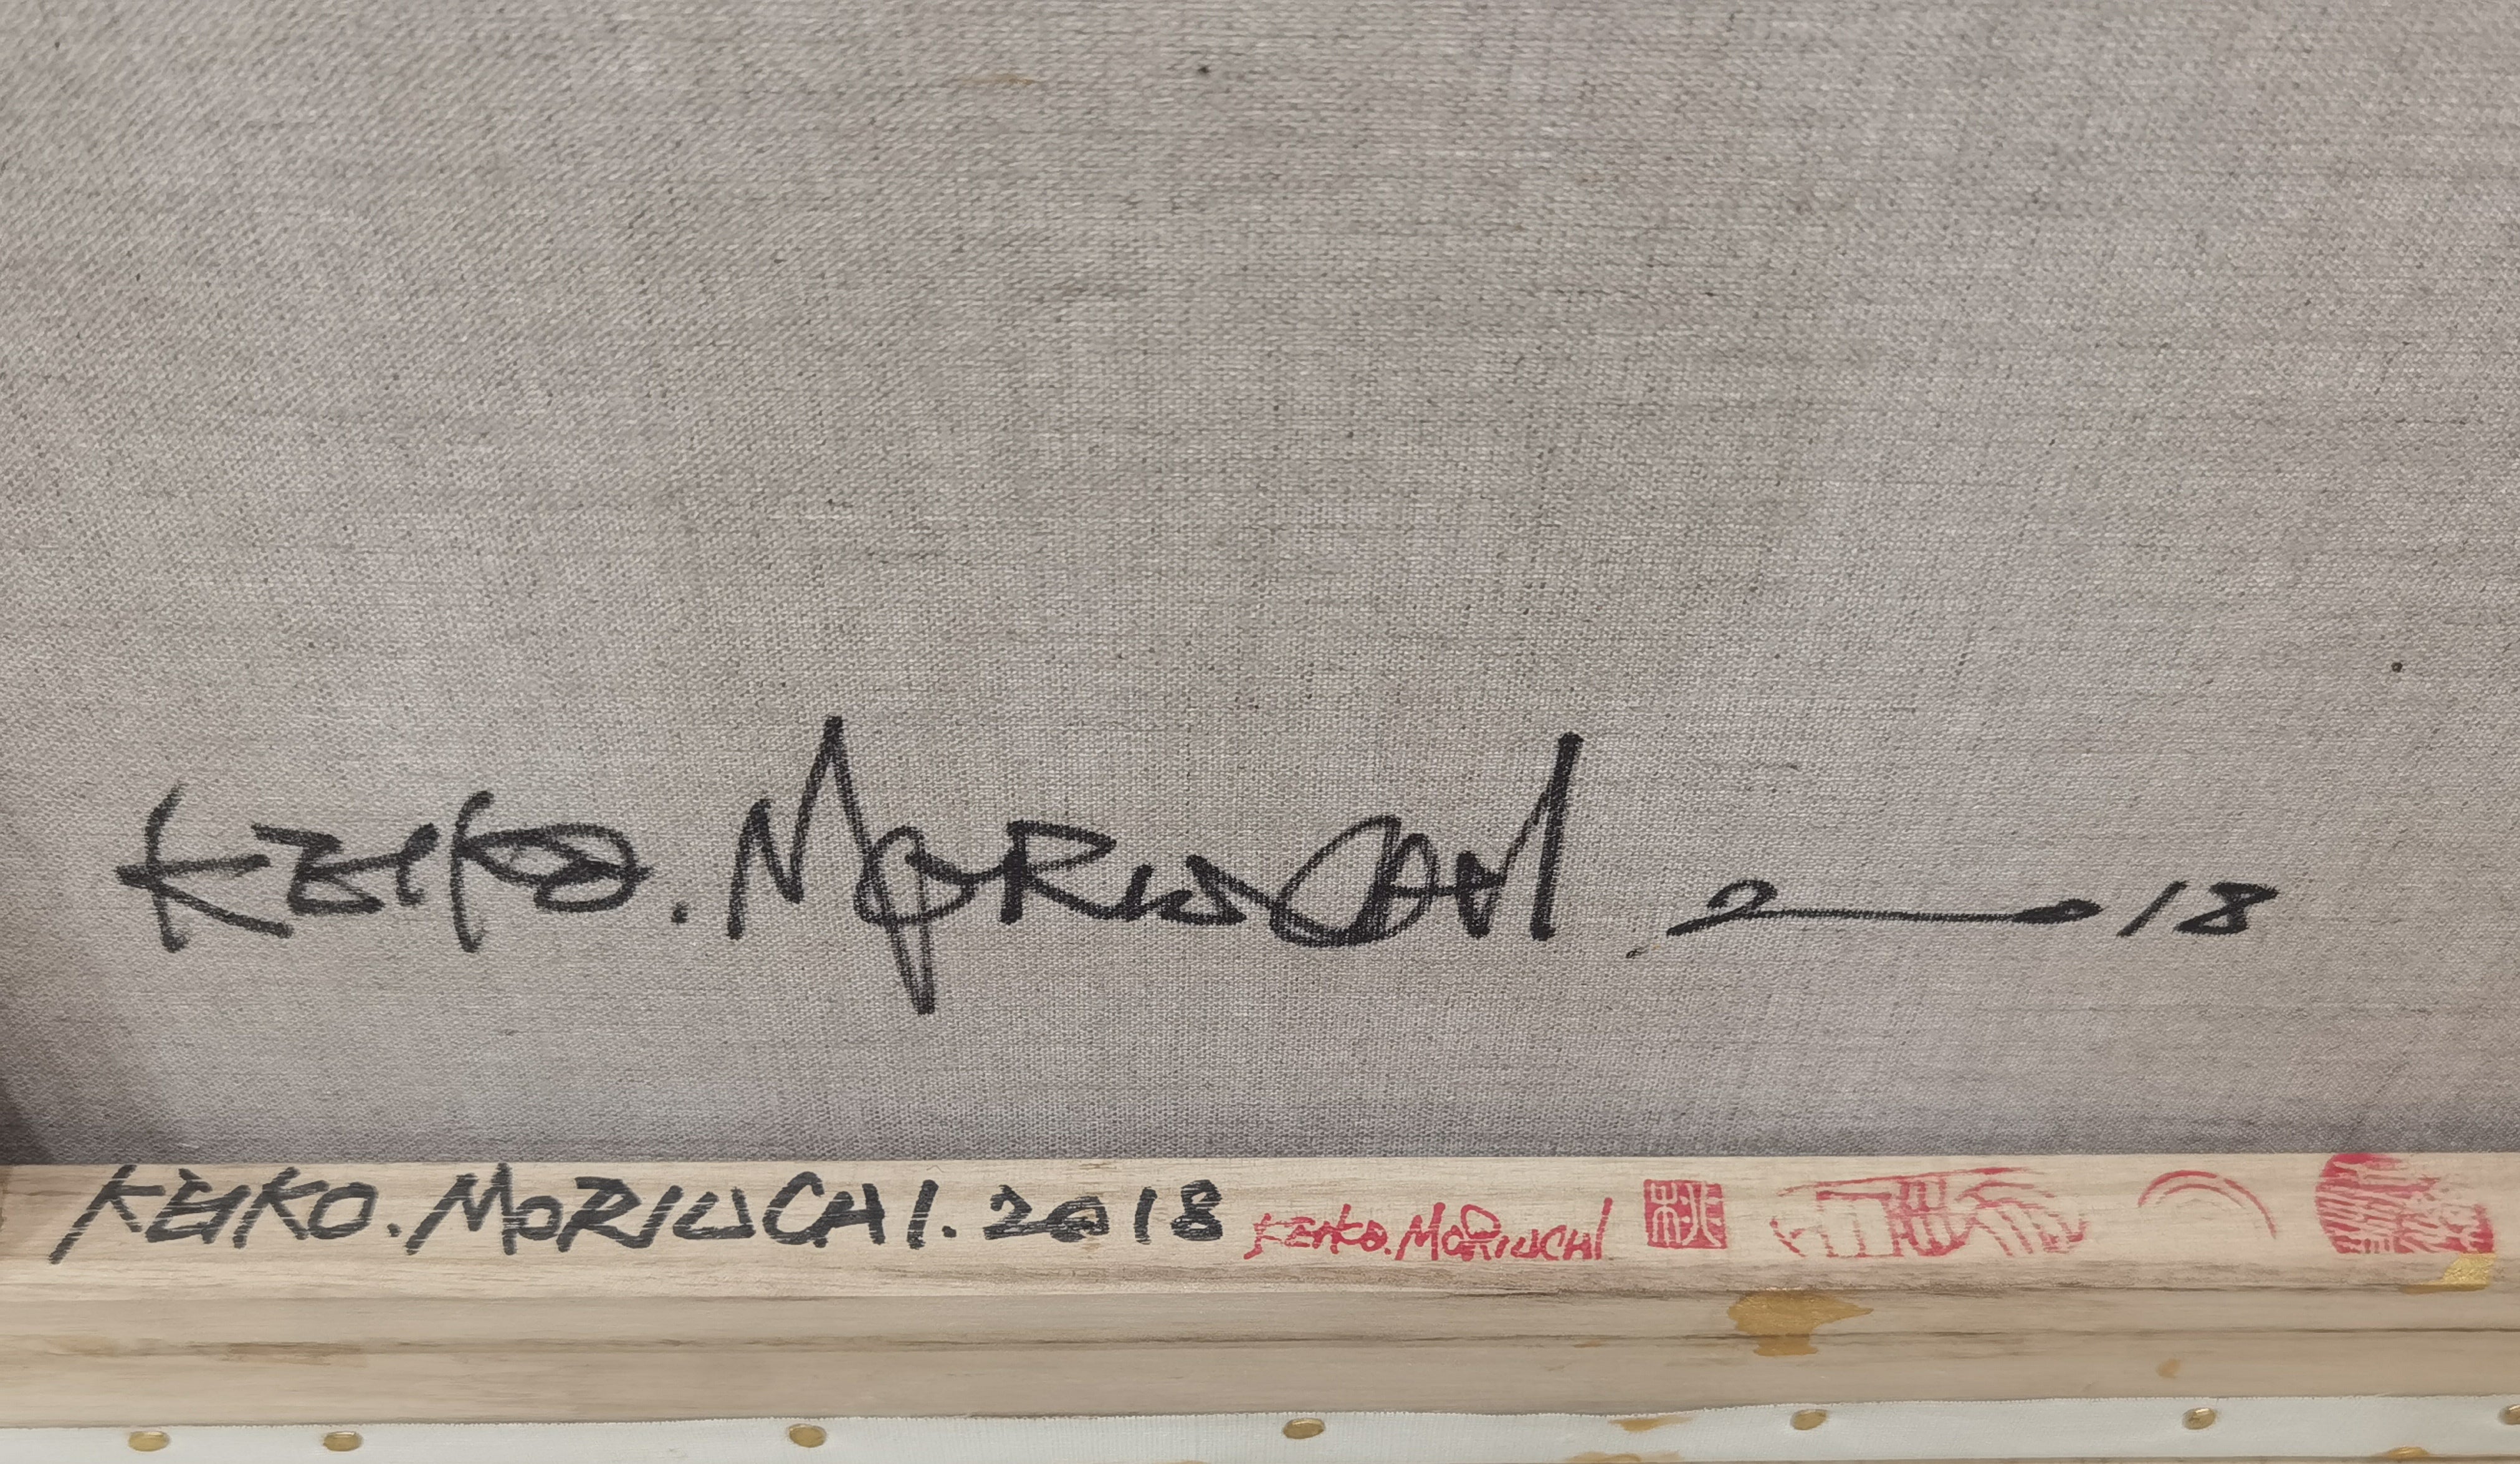 KEIKO. MORIUCHI. 2018
KEIKO. MORIUCHI. 2018 KEIKO. MORIUCHI